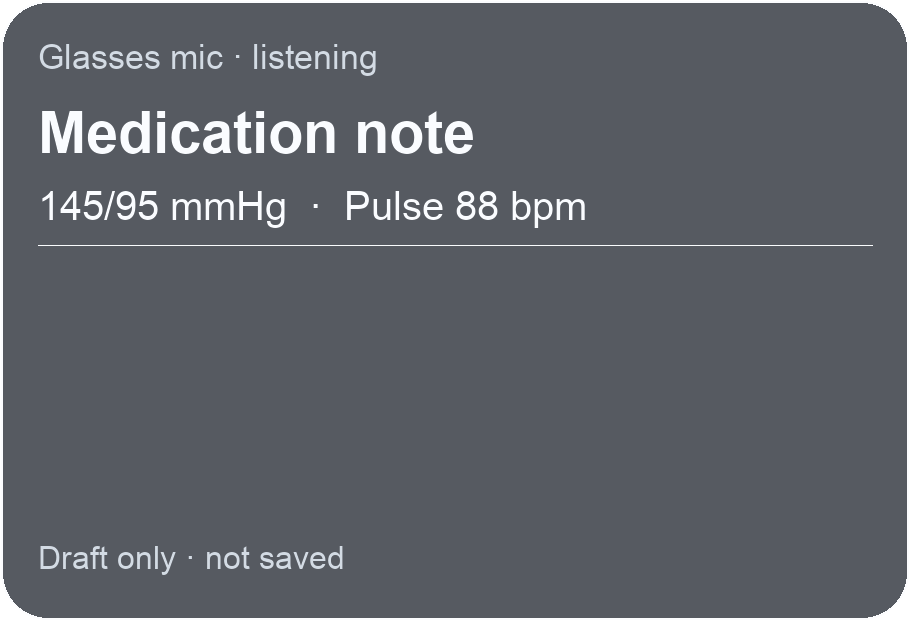 Glasses mic · listening
Medication note
145/95 mmHg · Pulse 88 bpm
Draft only · not saved